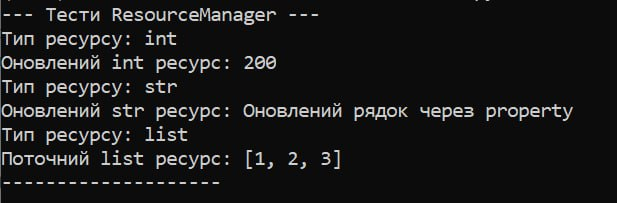 --- Тести ResourceManager ---
Тип ресурсу: int
Оновлений int ресурс: 200
Тип ресурсу: str
Оновлений str ресурс: Оновлений рядок через property
Тип ресурсу: list
Поточний list ресурс: [1, 2, 3]
--------------------